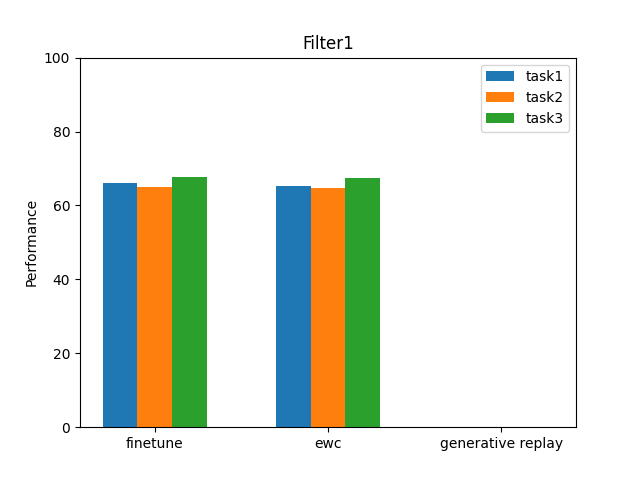 Filter1
100
80
60
40
20
0
Performance
task1
task2
task3
finetune
ewc
generative replay